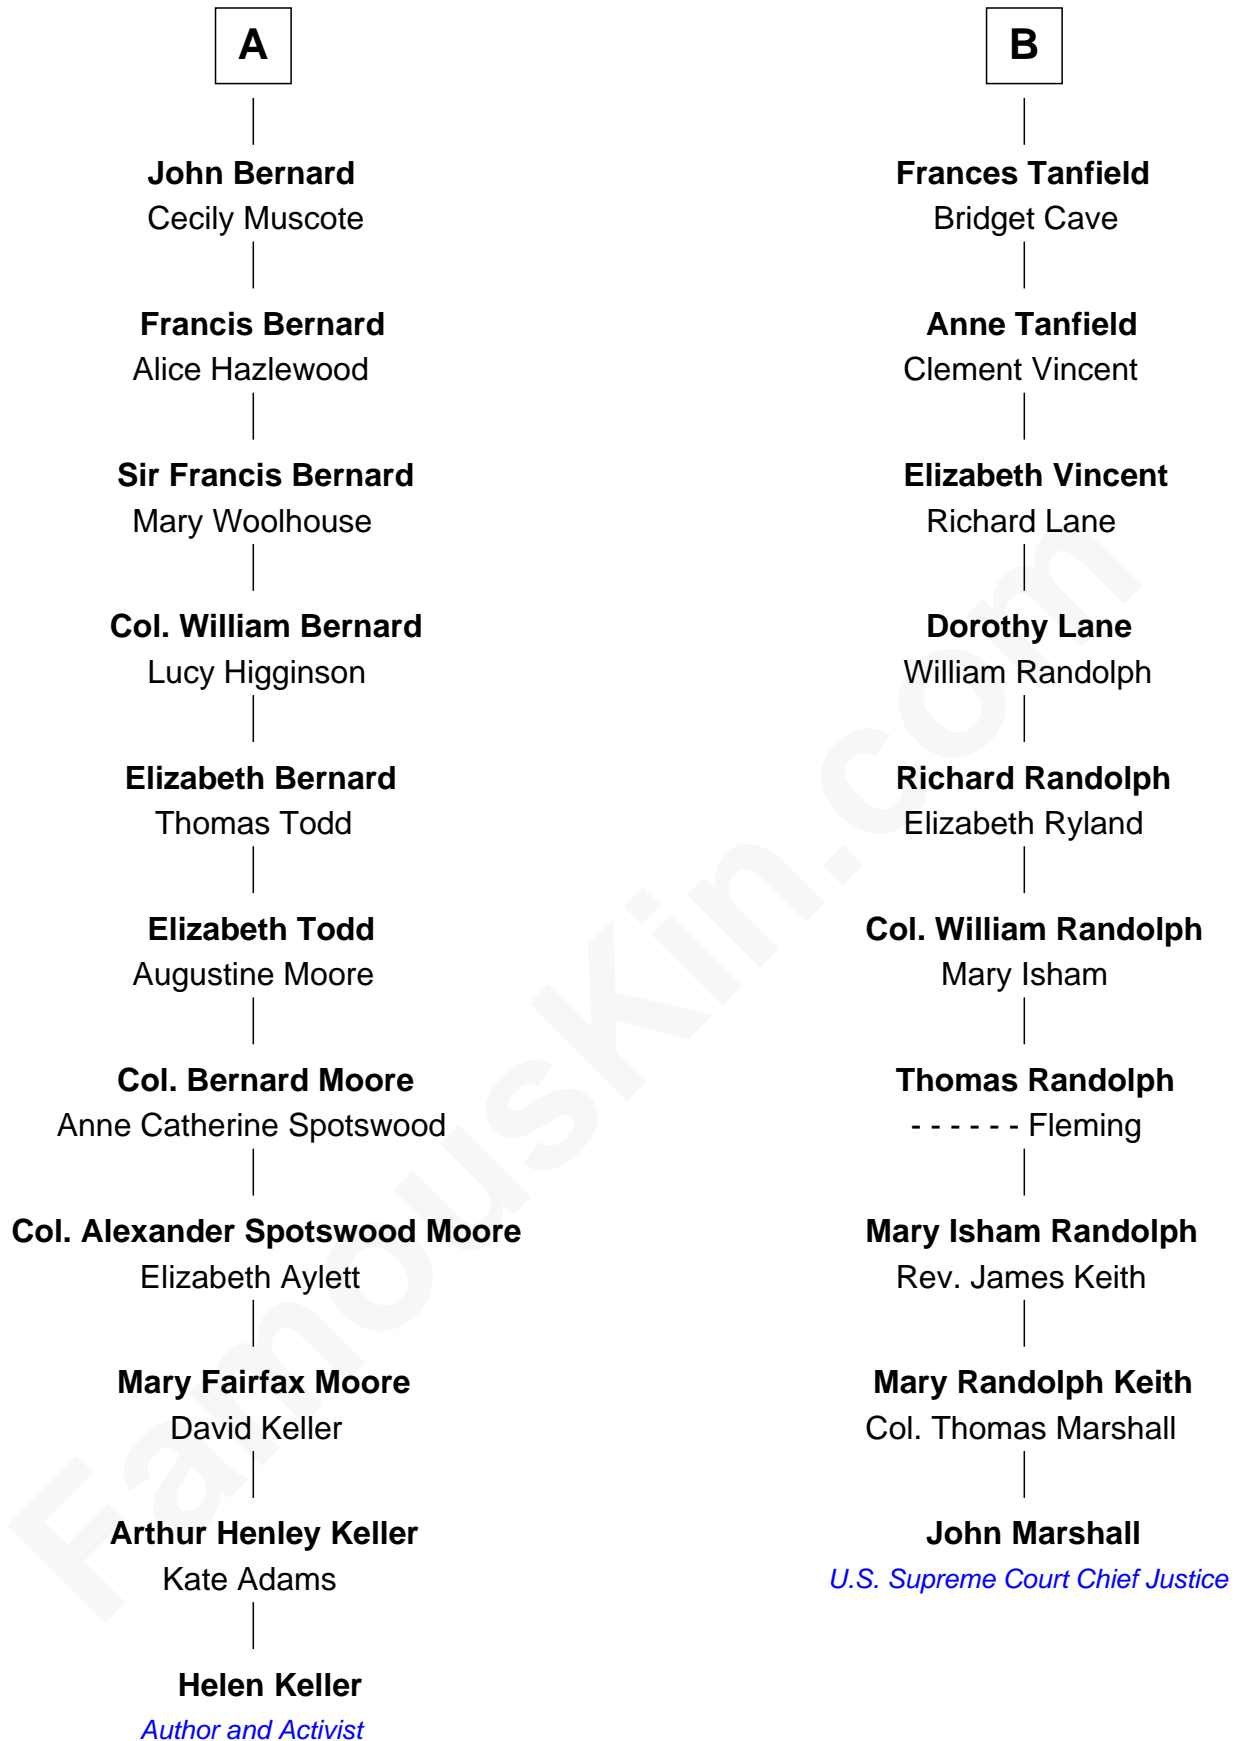 A
John Bernard
Cecily Muscote
Francis Bernard
Alice Hazlewood
Sir Francis Bernard
Mary Woolhouse
Col. William Bernard
Lucy Higginson
Elizabeth Bernard
Thomas Todd
Elizabeth Todd
Augustine Moore
Col. Bernard Moore
Anne Catherine Spotswood
Col. Alexander Spotswood Moore
Elizabeth Aylett
Mary Fairfax Moore
David Keller
Arthur Henley Keller
Kate Adams
Helen Keller
Author and Activist
B
Frances Tanfield
Bridget Cave
Anne Tanfield
Clement Vincent
Elizabeth Vincent
Richard Lane
Dorothy Lane
William Randolph
Richard Randolph
Elizabeth Ryland
Col. William Randolph
Mary Isham
Thomas Randolph
- - - - - - Fleming
Mary Isham Randolph
Rev. James Keith
Mary Randolph Keith
Col. Thomas Marshall
John Marshall
U.S. Supreme Court Chief Justice
FamousKin.com